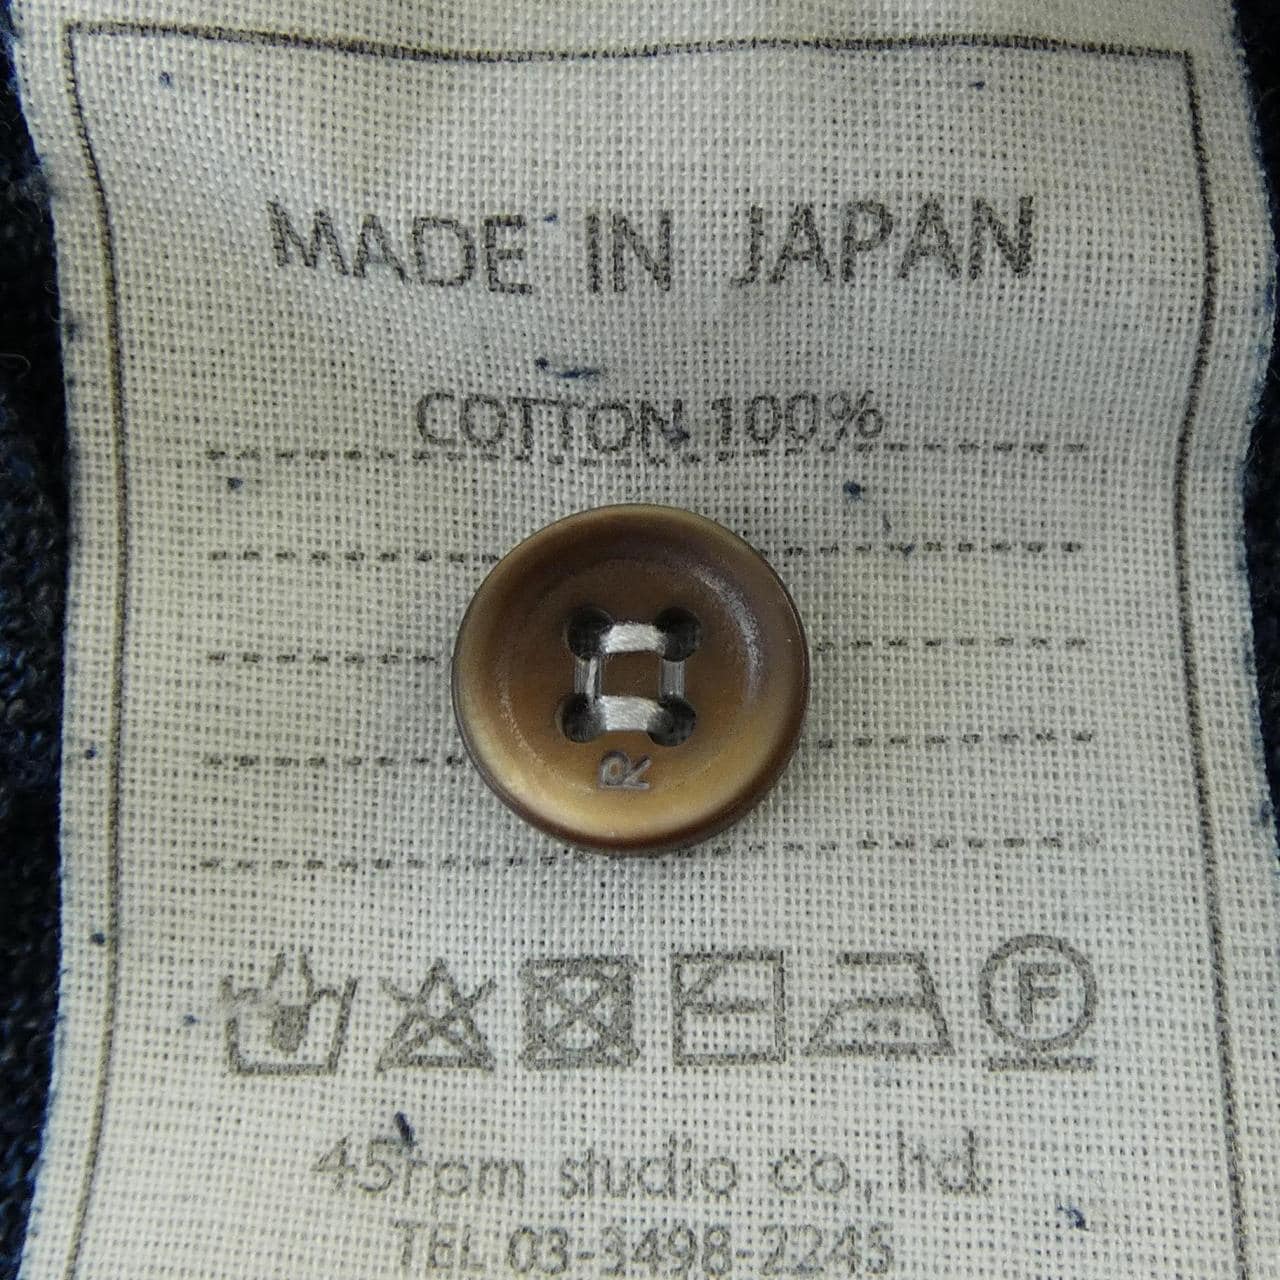 MADE IN JAPAN
COTTON 100%
R
F
45rpm studio co., ltd.
TEL 03-3498-2245